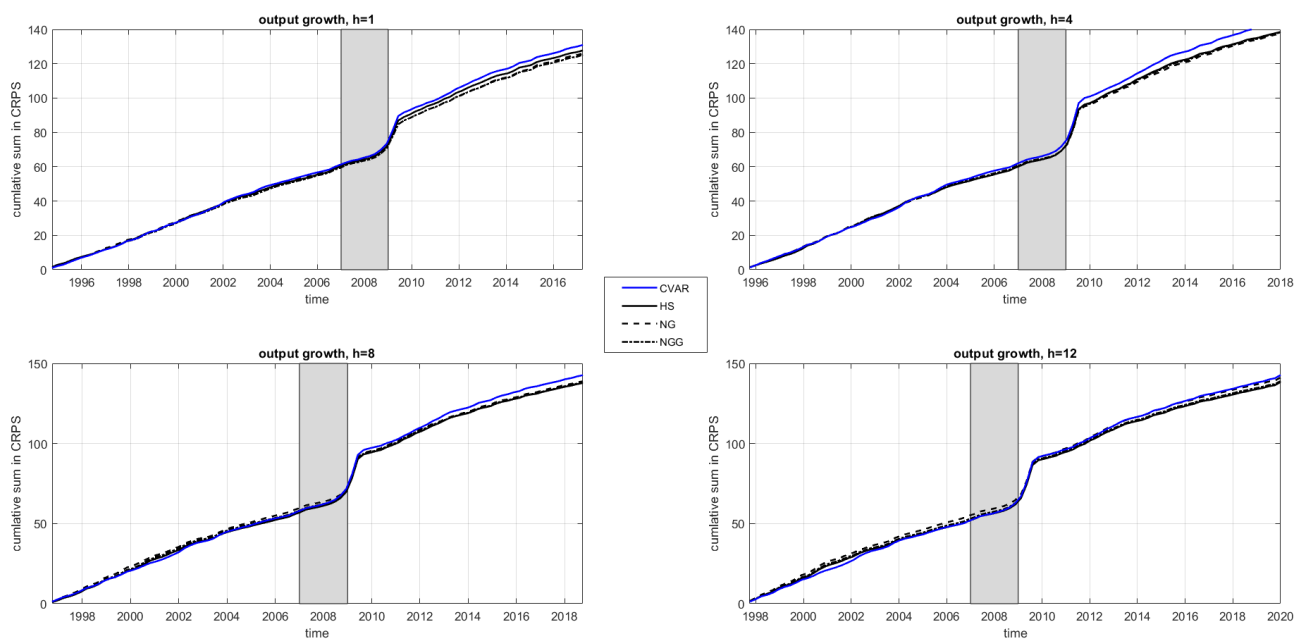 output growth, h=1
cumlative sum in CRPS
140
120
100
80
60
40
20
0
1996 1998 2000 2002 2004 2006 2008 2010 2012 2014 2016
time
output growth, h=4
cumlative sum in CRPS
140
120
100
80
60
40
20
0
1996 1998 2000 2002 2004 2006 2008 2010 2012 2014 2016 2018
time
CVAR
HS
NG
NGG
output growth, h=8
cumlative sum in CRPS
150
100
50
0
1998 2000 2002 2004 2006 2008 2010 2012 2014 2016 2018
time
output growth, h=12
cumlative sum in CRPS
150
100
50
0
1998 2000 2002 2004 2006 2008 2010 2012 2014 2016 2018 2020
time